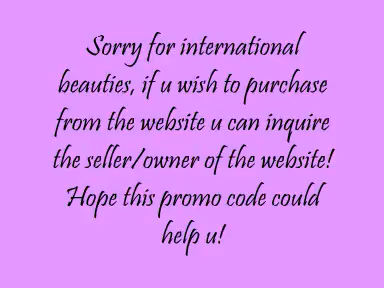 Sorry for international
beauties, if u wish to purchase
from the website u can inquire
the seller/owner of the website!
Hope this promo code could
help u!